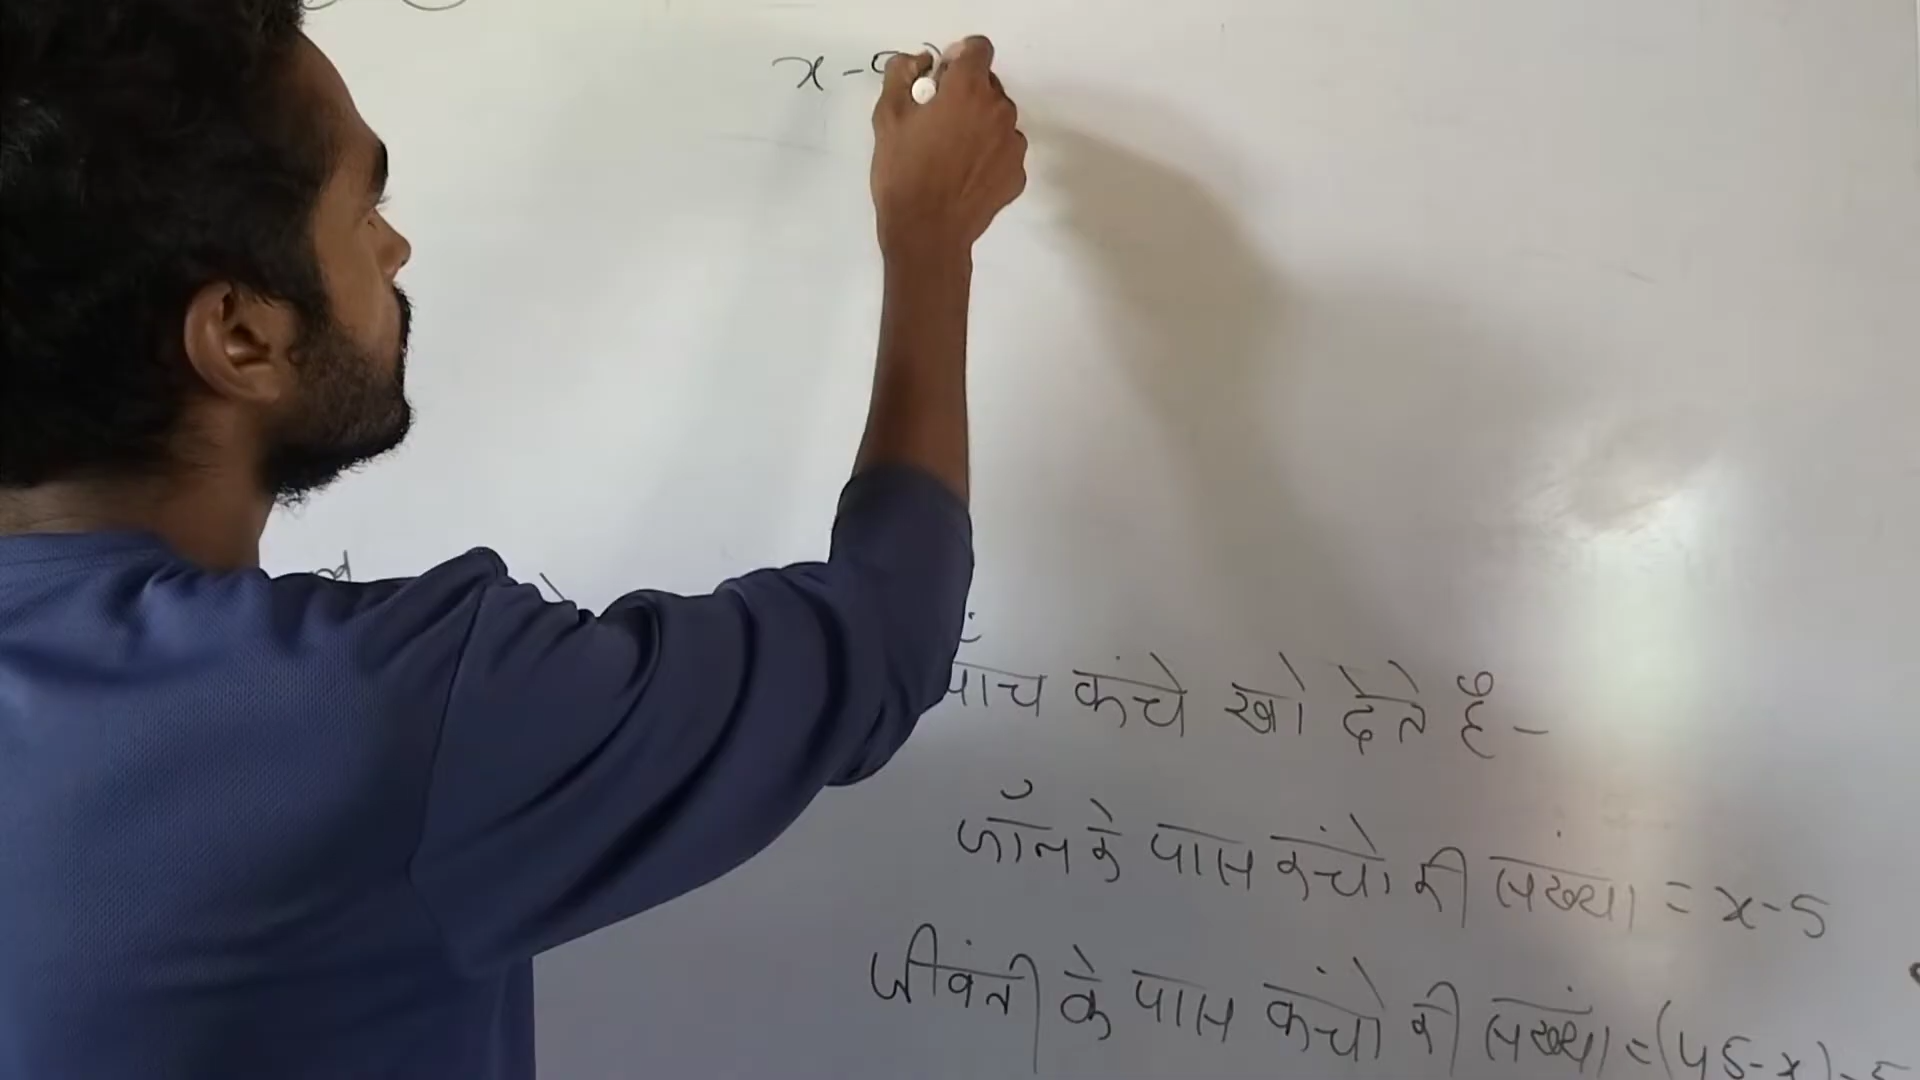 x - 5
पाँच कंचे खो देते हैं -
जॉन के पास कंचो की संख्या = x - 5
जीवंती के पास कंचो की संख्या = (45 - x) - 5